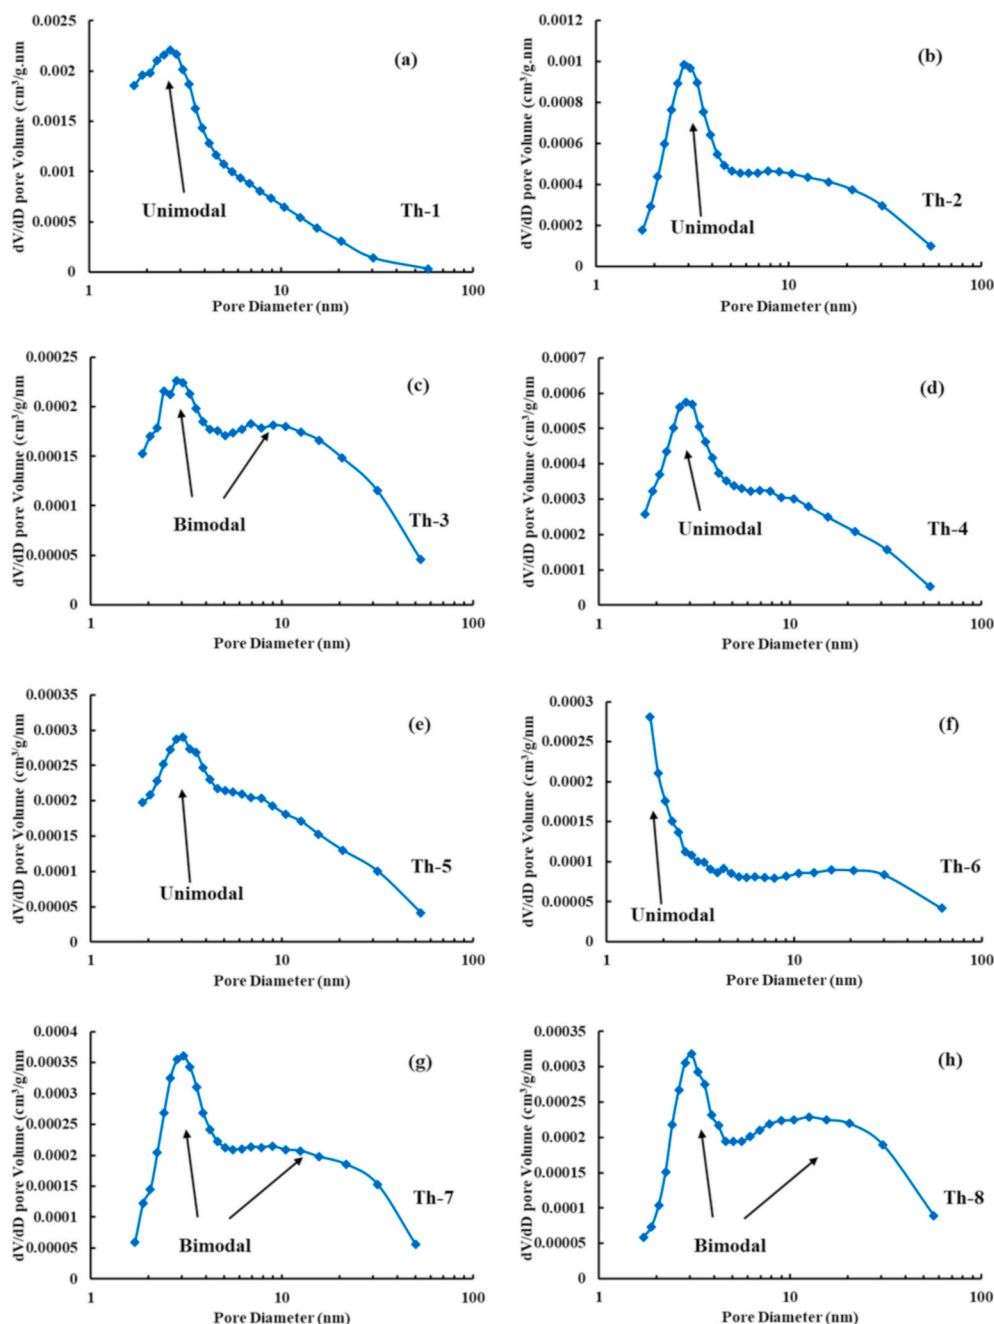 0.0025
0.002
0.0015
0.001
0.0005
0
1 10 100
dV/dD pore Volume (cm³/g.nm)
Pore Diameter (nm)
(a)
Unimodal
Th-1
0.0012
0.001
0.0008
0.0006
0.0004
0.0002
0
1 10 100
dV/dD pore Volume (cm³/g.nm)
Pore Diameter (nm)
(b)
Unimodal
Th-2
0.00025
0.0002
0.00015
0.0001
0.00005
0
1 10 100
dV/dD pore Volume (cm³/g/nm)
Pore Diameter (nm)
(c)
Bimodal
Th-3
0.0007
0.0006
0.0005
0.0004
0.0003
0.0002
0.0001
0
1 10 100
dV/dD pore Volume (cm³/g/nm)
Pore Diameter (nm)
(d)
Unimodal
Th-4
0.00035
0.0003
0.00025
0.0002
0.00015
0.0001
0.00005
0
1 10 100
dV/dD pore Volume (cm³/g/nm)
Pore Diameter (nm)
(e)
Unimodal
Th-5
0.0003
0.00025
0.0002
0.00015
0.0001
0.00005
0
1 10 100
dV/dD pore Volume (cm³/g/nm)
Pore Diameter (nm)
(f)
Unimodal
Th-6
0.0004
0.00035
0.0003
0.00025
0.0002
0.00015
0.0001
0.00005
0
1 10 100
dV/dD pore Volume (cm³/g/nm)
Pore Diameter (nm)
(g)
Bimodal
Th-7
0.00035
0.0003
0.00025
0.0002
0.00015
0.0001
0.00005
0
1 10 100
dV/dD pore Volume (cm³/g/nm)
Pore Diameter (nm)
(h)
Bimodal
Th-8